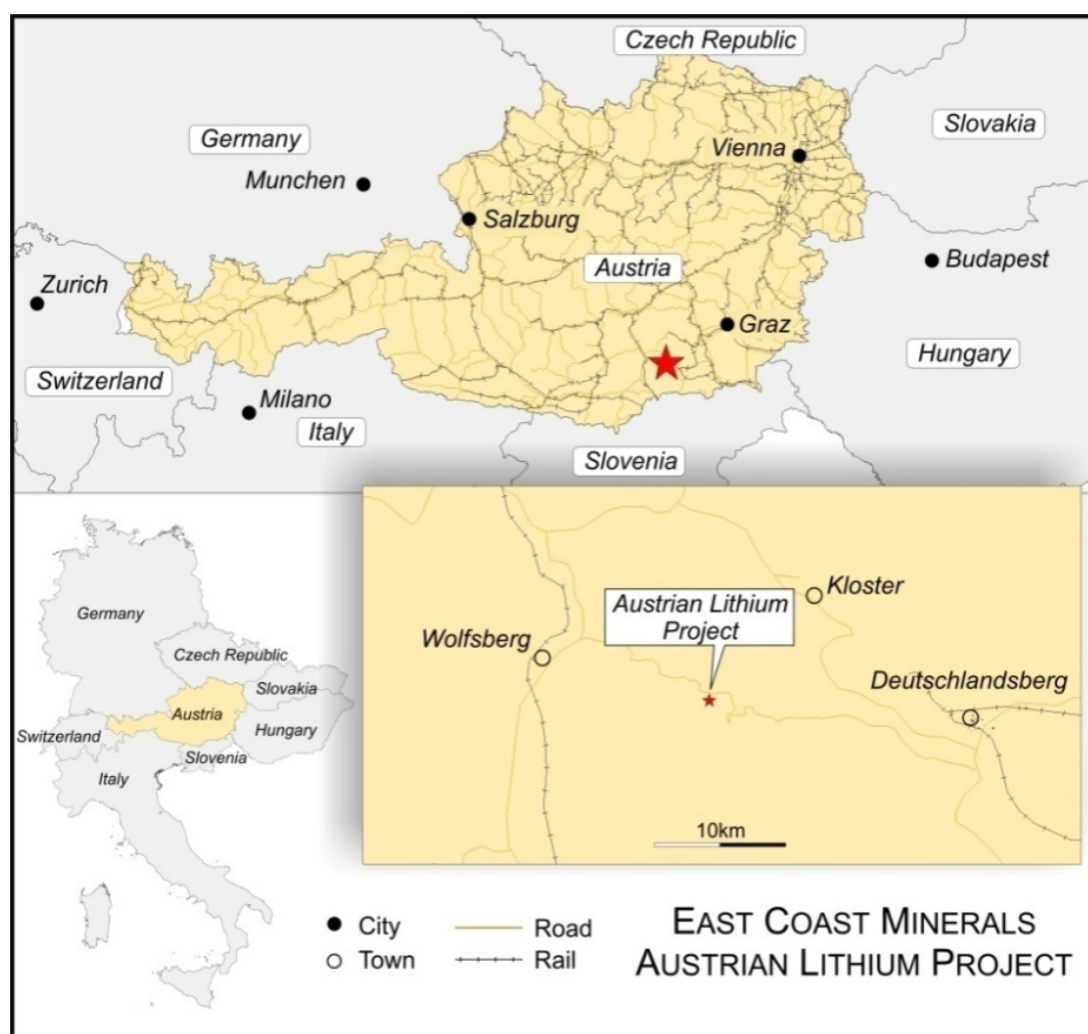 Czech Republic
Slovakia
Germany
Vienna
Munchen
Salzburg
Austria
Budapest
Zurich
Graz
Hungary
Switzerland
Milano
Italy
Slovenia
Kloster
Austrian Lithium
Project
Wolfsberg
Deutschlandsberg
10km
Germany
Czech Republic
Slovakia
Austria
Switzerland
Hungary
Slovenia
Italy
City
Road
Town
Rail
EAST COAST MINERALS
AUSTRIAN LITHIUM PROJECT